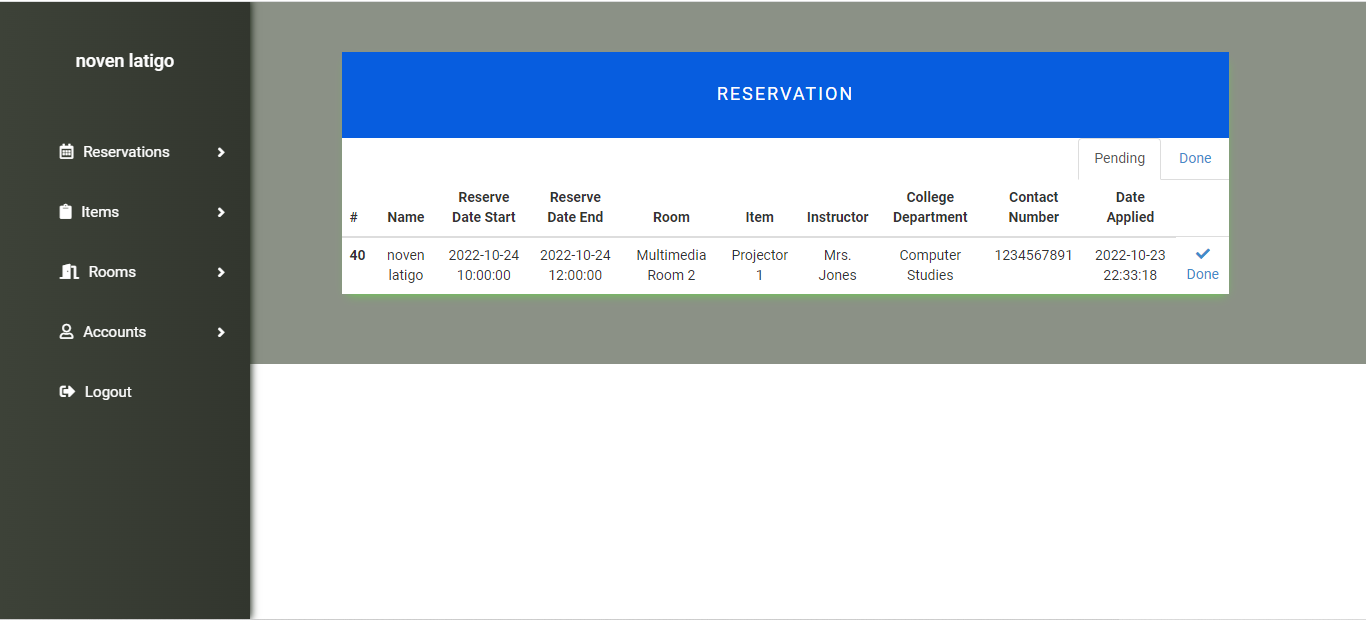 noven latigo
Reservations
Items
Rooms
Accounts
Logout
RESERVATION
Pending Done
Reserve Reserve College Contact Date
# Name Date Start Date End Room Item Instructor Department Number Applied
40 noven 2022-10-24 2022-10-24 Multimedia Projector Mrs. Computer 1234567891 2022-10-23
latigo 10:00:00 12:00:00 Room 2 1 Jones Studies 22:33:18 Done